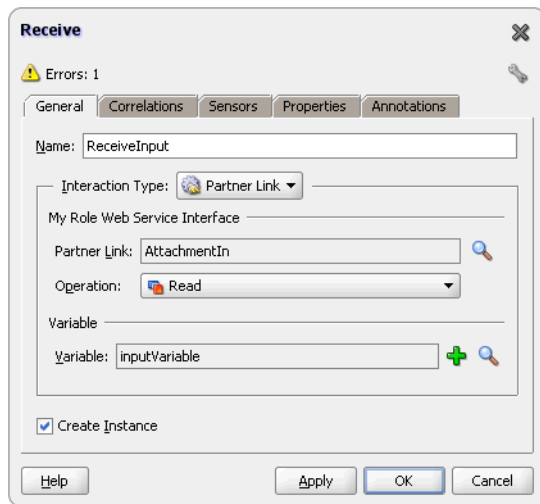 Receive
Errors: 1
General Correlations Sensors Properties Annotations
Name: ReceiveInput
Interaction Type: Partner Link
My Role Web Service Interface
Partner Link: AttachmentIn
Operation: Read
Variable
Variable: inputVariable
Create Instance
Help Apply OK Cancel